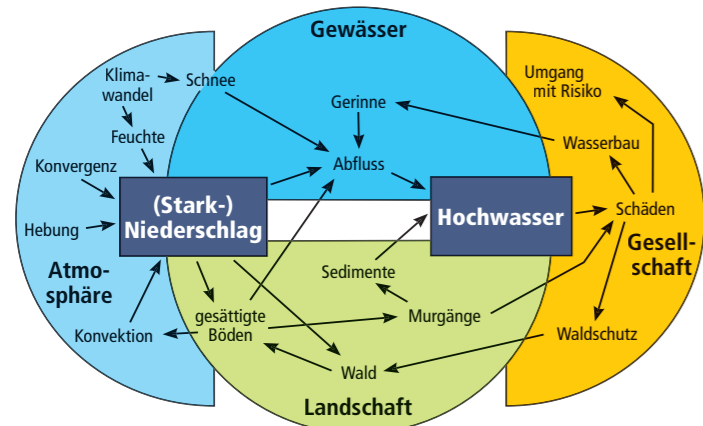 Gewässer
Klima-
wandel
Schnee
Umgang
mit Risiko
Gerinne
Feuchte
Wasserbau
Konvergenz
Abfluss
(Stark-)
Niederschlag
Hochwasser
Schäden
Hebung
Gesell-
schaft
Atmo-
sphäre
Sedimente
gesättigte
Böden
Murgänge
Konvektion
Waldschutz
Wald
Landschaft